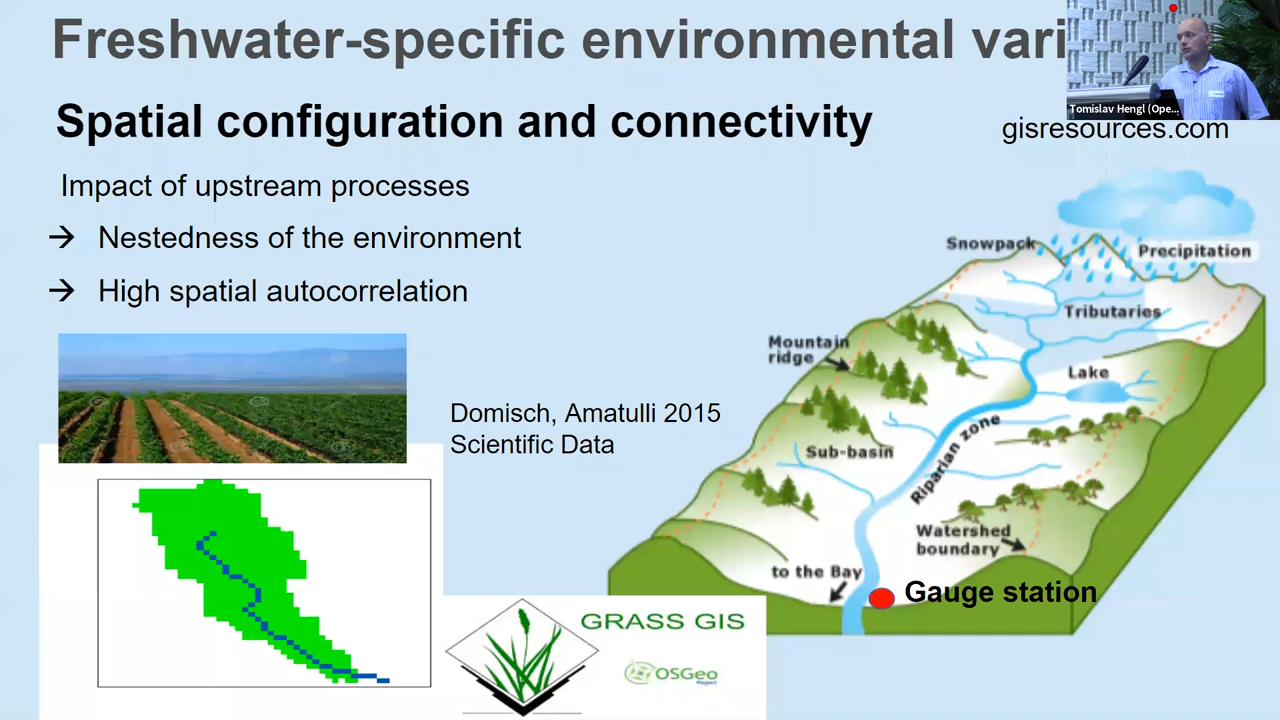 Freshwater-specific environmental vari
Tomislav Hengl (Ope...
Spatial configuration and connectivity
gisresources.com
Impact of upstream processes
→ Nestedness of the environment
→ High spatial autocorrelation
Snowpack
Precipitation
Tributaries
Mountain
ridge
Lake
Domisch, Amatulli 2015
Scientific Data
Riparian zone
Sub-basin
Watershed
boundary
to the Bay
Gauge station
GRASS GIS
OSGeo
Project